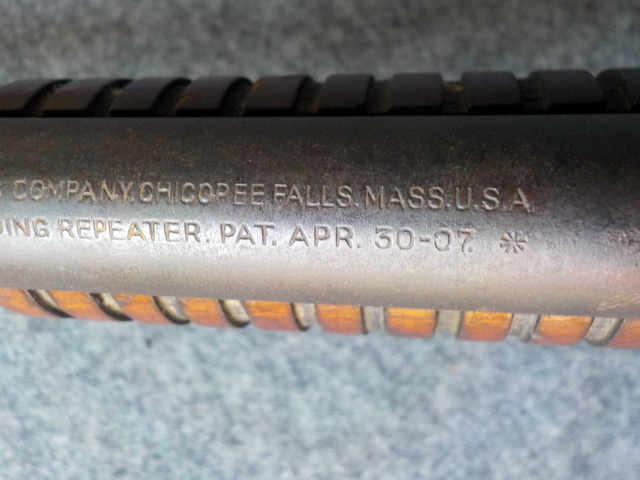 S COMPANY. CHICOPEE FALLS. MASS. U.S.A.
DING REPEATER. PAT. APR. 30-07.